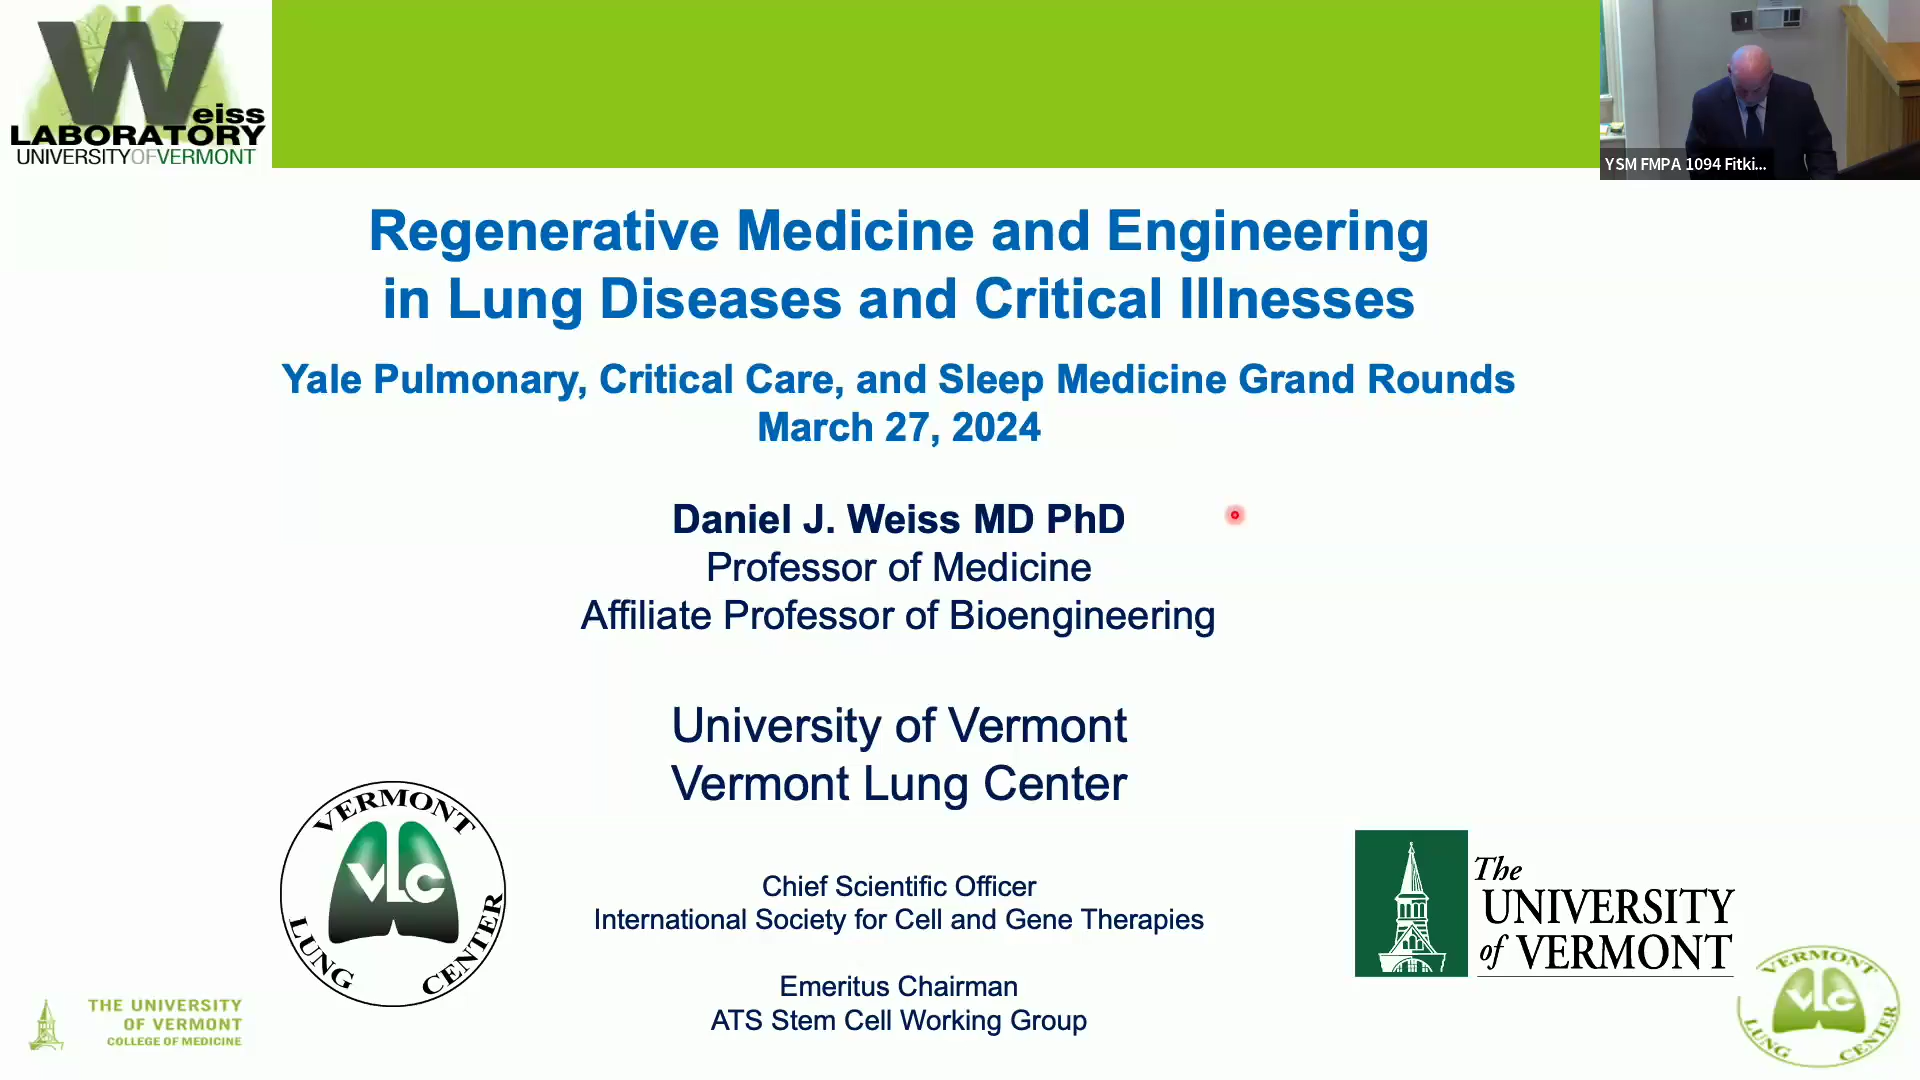 Weiss
LABORATORY
UNIVERSITYOFVERMONT
YSM FMPA 1094 Fitki...
Regenerative Medicine and Engineering
in Lung Diseases and Critical Illnesses
Yale Pulmonary, Critical Care, and Sleep Medicine Grand Rounds
March 27, 2024
Daniel J. Weiss MD PhD
Professor of Medicine
Affiliate Professor of Bioengineering
University of Vermont
Vermont Lung Center
VERMONT
VLC
LUNG CENTER
Chief Scientific Officer
International Society for Cell and Gene Therapies
Emeritus Chairman
ATS Stem Cell Working Group
The
UNIVERSITY
of VERMONT
THE UNIVERSITY
OF VERMONT
COLLEGE OF MEDICINE
VERMONT
VLC
LUNG CENTER